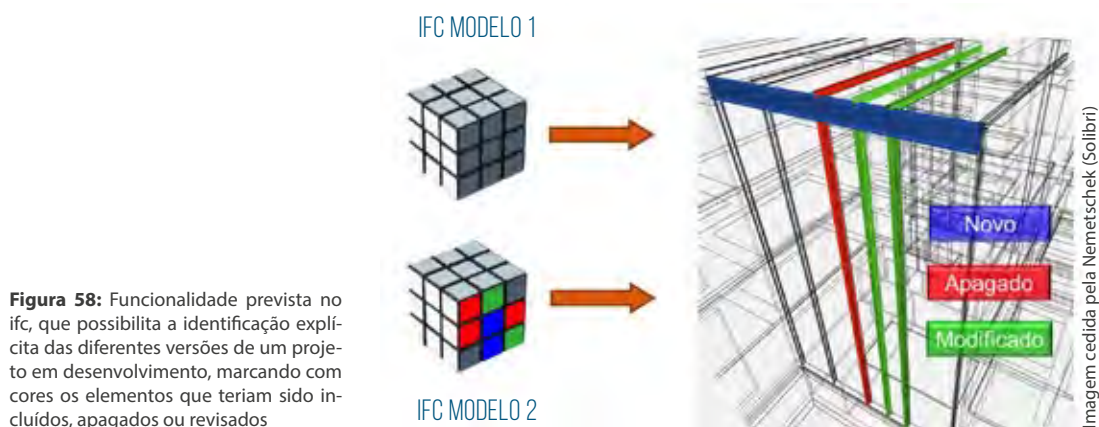 IFC MODELO 1
Novo
Apagado
Modificado
Imagem cedida pela Nemetschek (Solibri)
Figura 58: Funcionalidade prevista no
ifc, que possibilita a identificação explí-
cita das diferentes versões de um proje-
to em desenvolvimento, marcando com
cores os elementos que teriam sido in-
cluídos, apagados ou revisados
IFC MODELO 2